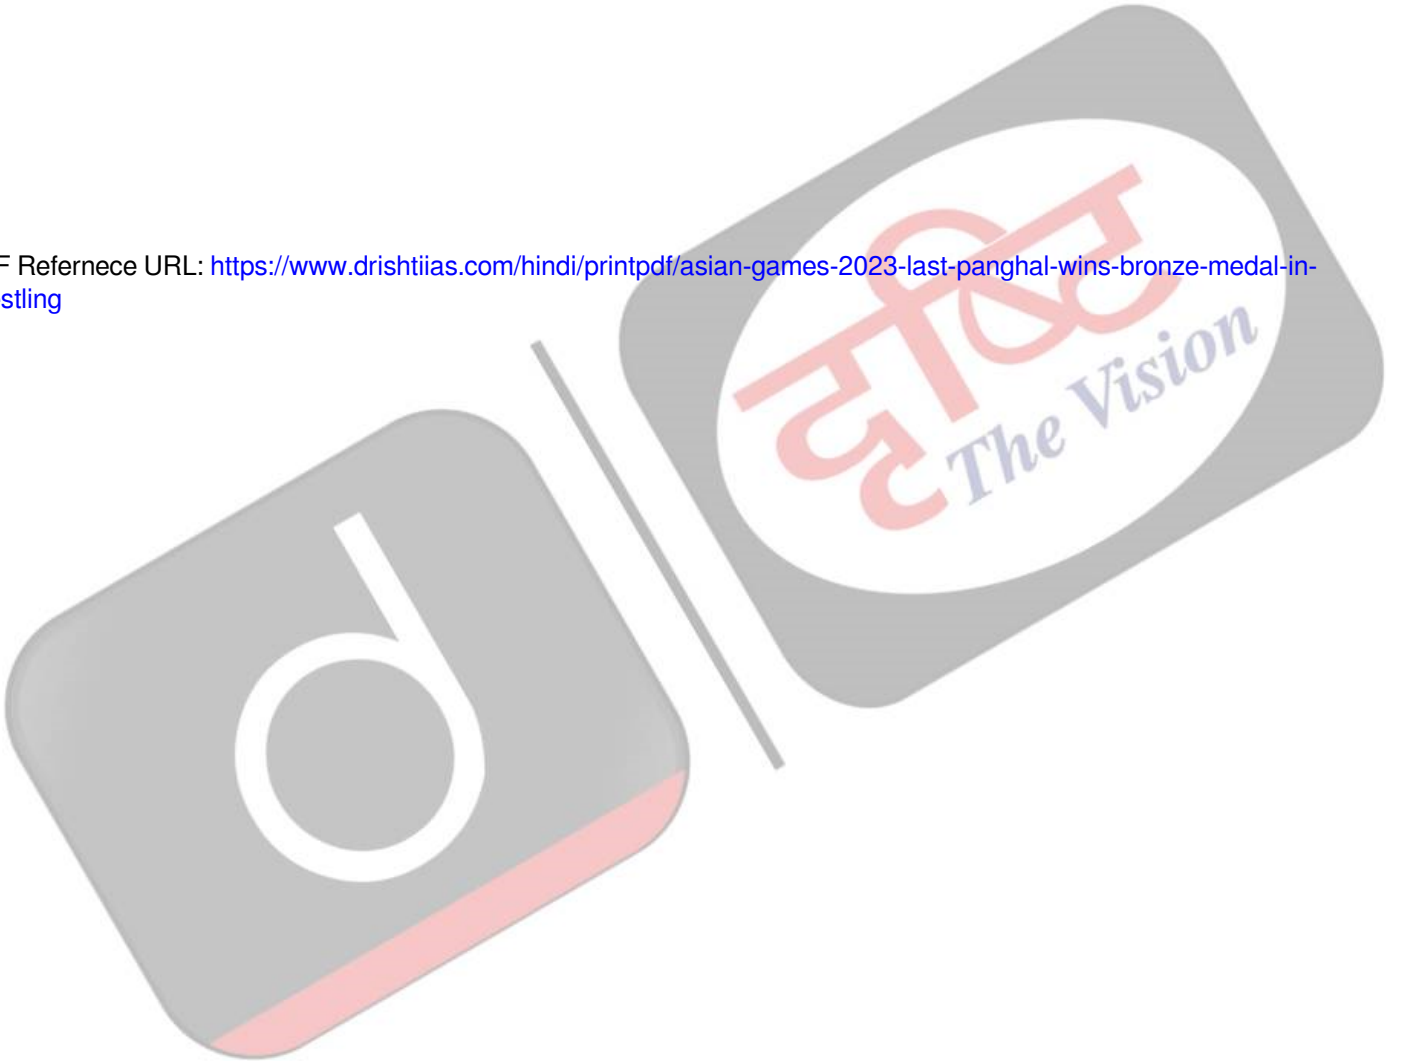 F Refernece URL: https://www.drishtiias.com/hindi/printpdf/asian-games-2023-last-panghal-wins-bronze-medal-in-
stling
दृष्टि
The Vision
d